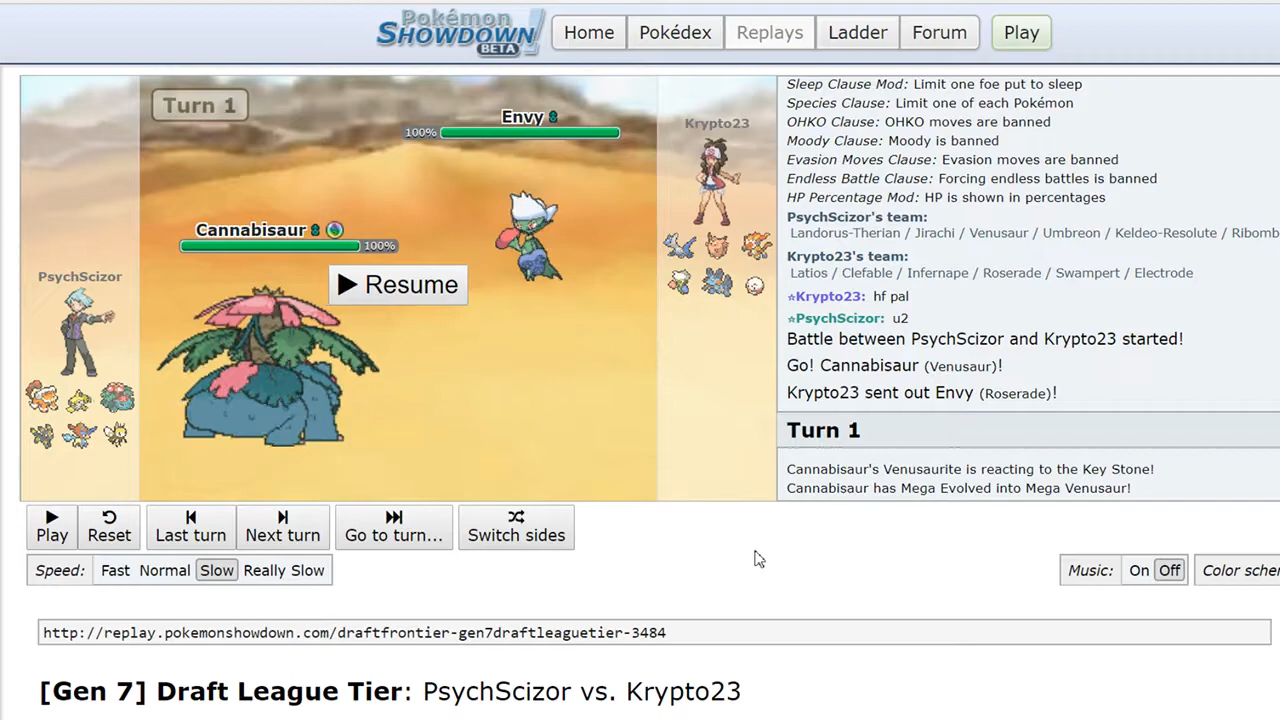 Pokémon
SHOWDOWN!
BETA
Home
Pokédex
Replays
Ladder
Forum
Play
Turn 1
Envy
100%
Cannabisaur
100%
Resume
PsychScizor
Krypto23
Sleep Clause Mod: Limit one foe put to sleep
Species Clause: Limit one of each Pokémon
OHKO Clause: OHKO moves are banned
Moody Clause: Moody is banned
Evasion Moves Clause: Evasion moves are banned
Endless Battle Clause: Forcing endless battles is banned
HP Percentage Mod: HP is shown in percentages
PsychScizor's team:
Landorus-Therian / Jirachi / Venusaur / Umbreon / Keldeo-Resolute / Ribomb
Krypto23's team:
Latios / Clefable / Infernape / Roserade / Swampert / Electrode
☆Krypto23: hf pal
☆PsychScizor: u2
Battle between PsychScizor and Krypto23 started!
Go! Cannabisaur (Venusaur)!
Krypto23 sent out Envy (Roserade)!
Turn 1
Cannabisaur's Venusaurite is reacting to the Key Stone!
Cannabisaur has Mega Evolved into Mega Venusaur!
Play
Reset
Last turn
Next turn
Go to turn...
Switch sides
Speed: Fast Normal Slow Really Slow
Music: On Off
Color scher
http://replay.pokemonshowdown.com/draftfrontier-gen7draftleaguetier-3484
[Gen 7] Draft League Tier: PsychScizor vs. Krypto23